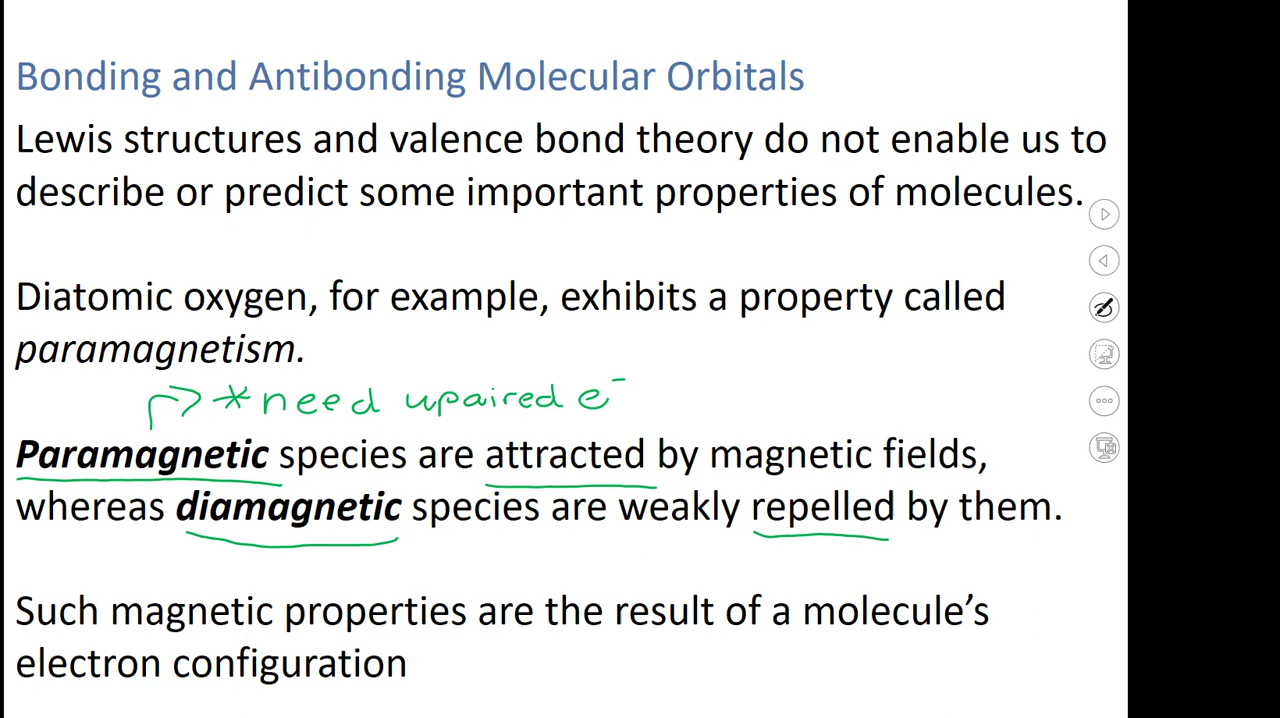 Bonding and Antibonding Molecular Orbitals
Lewis structures and valence bond theory do not enable us to
describe or predict some important properties of molecules.
Diatomic oxygen, for example, exhibits a property called
paramagnetism.
* need upaired e⁻
Paramagnetic species are attracted by magnetic fields,
whereas diamagnetic species are weakly repelled by them.
Such magnetic properties are the result of a molecule’s
electron configuration